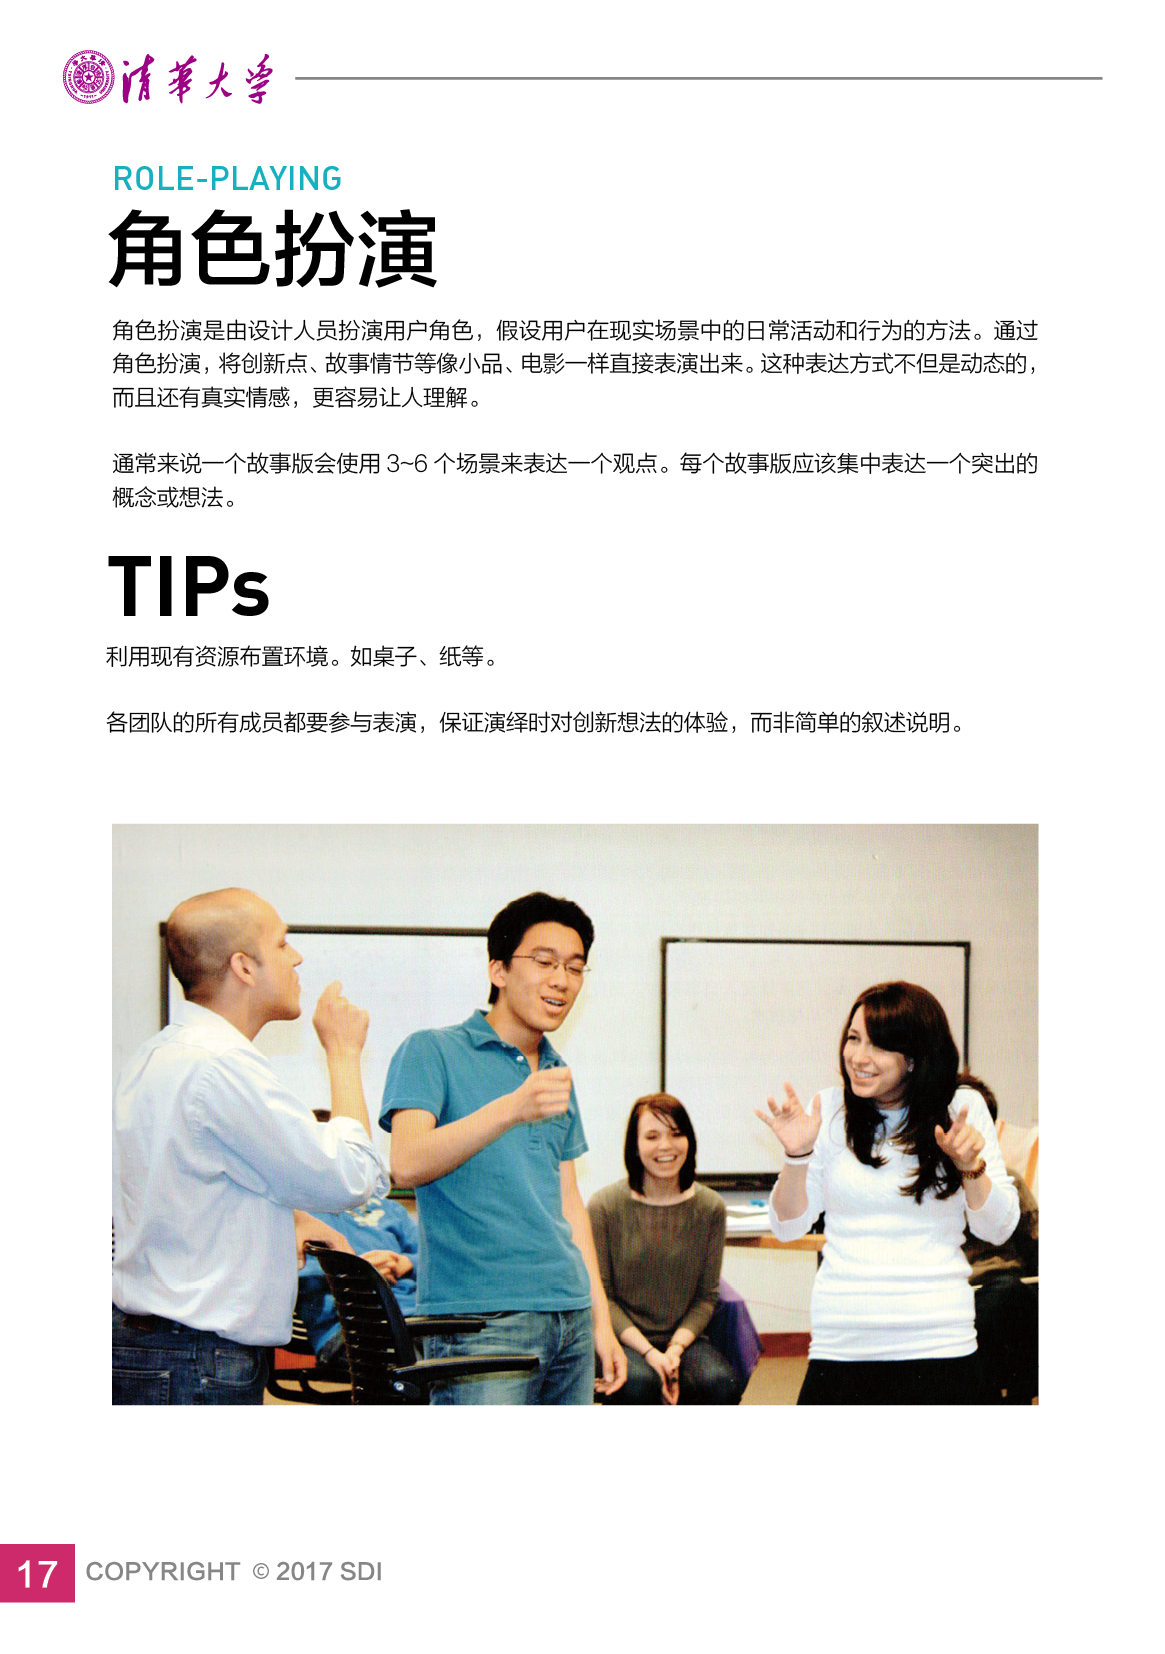 清華大学
ROLE-PLAYING
角色扮演
角色扮演是由设计人员扮演用户角色，假设用户在现实场景中的日常活动和行为的方法。通过
角色扮演，将创新点、故事情节等像小品、电影一样直接表演出来。这种表达方式不但是动态的，
而且还有真实情感，更容易让人理解。
通常来说一个故事版会使用 3~6 个场景来表达一个观点。每个故事版应该集中表达一个突出的
概念或想法。
TIPs
利用现有资源布置环境。如桌子、纸等。
各团队的所有成员都要参与表演，保证演绎时对创新想法的体验，而非简单的叙述说明。
17
COPYRIGHT © 2017 SDI